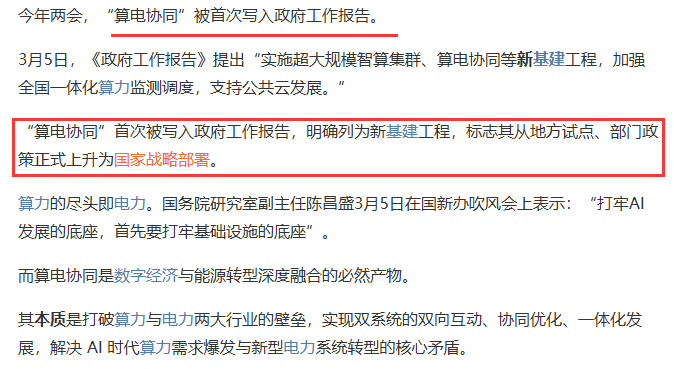 今年两会，“算电协同”被首次写入政府工作报告。
3月5日，《政府工作报告》提出“实施超大规模智算集群、算电协同等新基建工程，加强
全国一体化算力监测调度，支持公共云发展。”
“算电协同”首次被写入政府工作报告，明确列为新基建工程，标志其从地方试点、部门政
策正式上升为国家战略部署。
算力的尽头即电力。国务院研究室副主任陈昌盛3月5日在国新办吹风会上表示：“打牢AI
发展的底座，首先要打牢基础设施的底座”。
而算电协同是数字经济与能源转型深度融合的必然产物。
其本质是打破算力与电力两大行业的壁垒，实现双系统的双向互动、协同优化、一体化发
展，解决 AI 时代算力需求爆发与新型电力系统转型的核心矛盾。